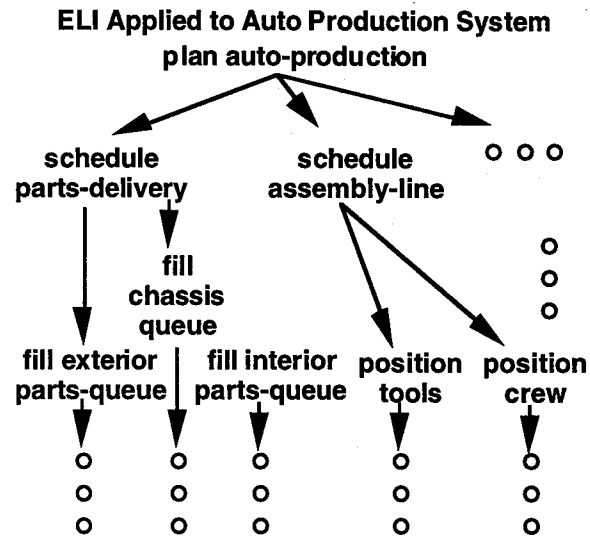 ELI Applied to Auto Production System
plan auto-production
schedule
parts-delivery
schedule
assembly-line
fill
chassis
queue
fill exterior
parts-queue
fill interior
parts-queue
position
tools
position
crew